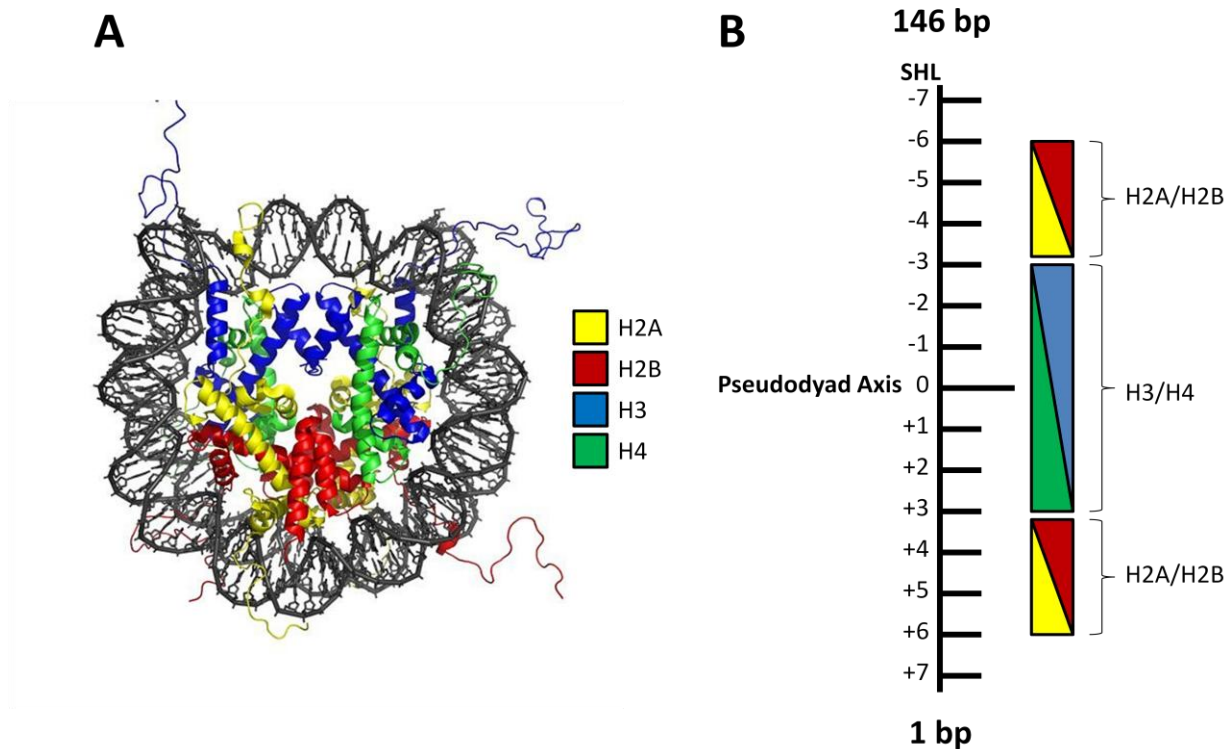 A
H2A
H2B
H3
H4
B
146 bp
SHL
-7
-6
-5
-4
-3
-2
-1
Pseudodyad Axis 0
+1
+2
+3
+4
+5
+6
+7
1 bp
H2A/H2B
H3/H4
H2A/H2B